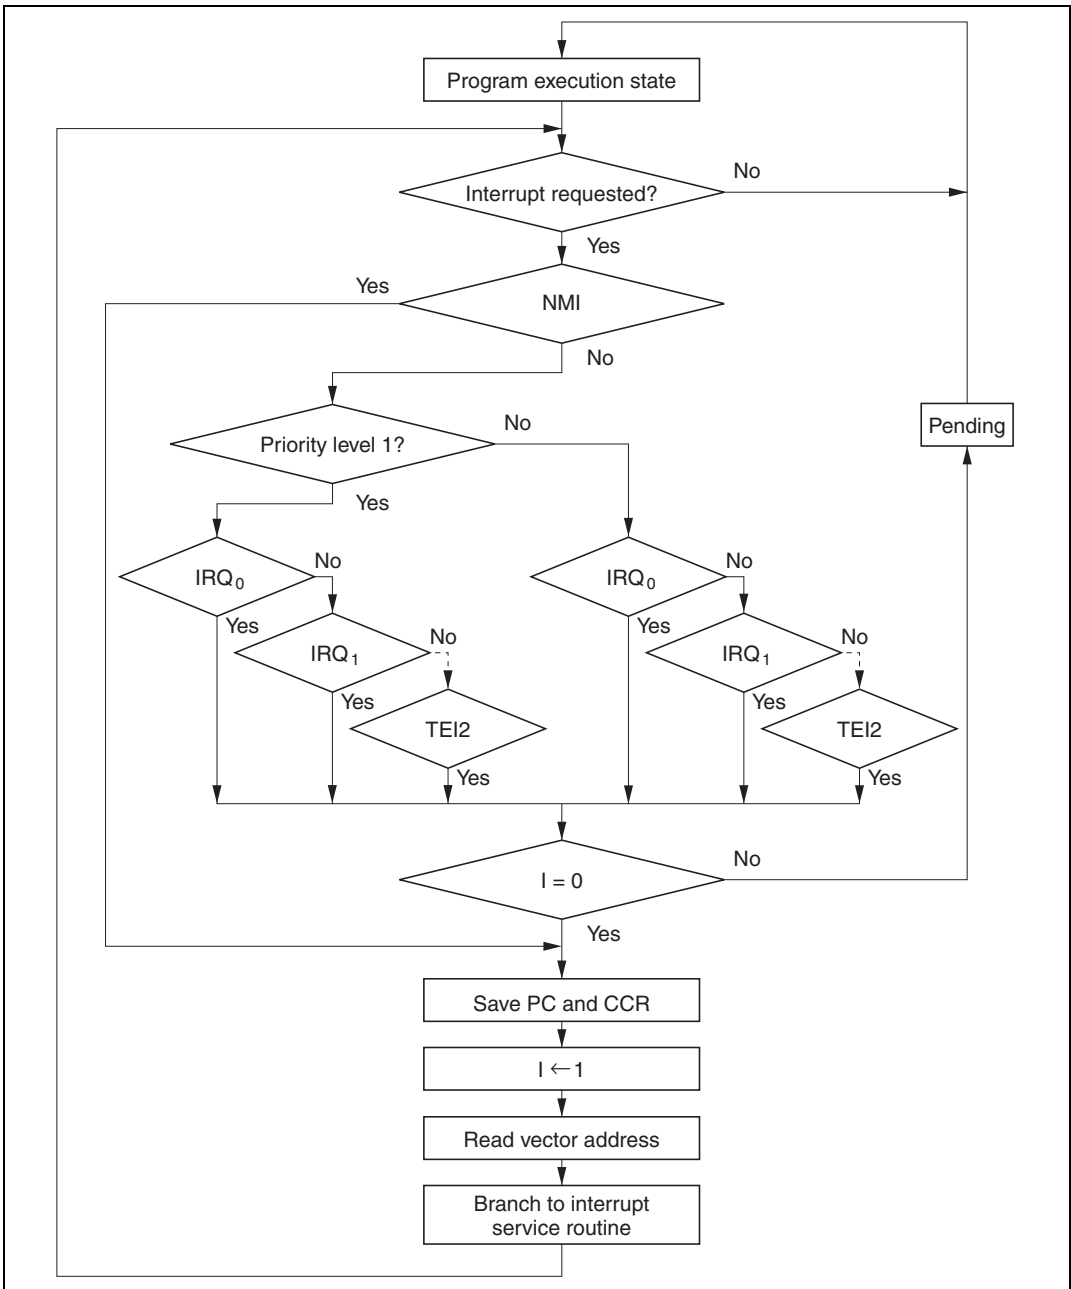 Program execution state
Interrupt requested?
No
Yes
Yes
NMI
No
Priority level 1?
No
Pending
Yes
IRQ0
No
IRQ0
No
Yes
IRQ1
No
Yes
IRQ1
No
Yes
TEI2
Yes
TEI2
Yes
Yes
I = 0
No
Yes
Save PC and CCR
I ← 1
Read vector address
Branch to interrupt
service routine